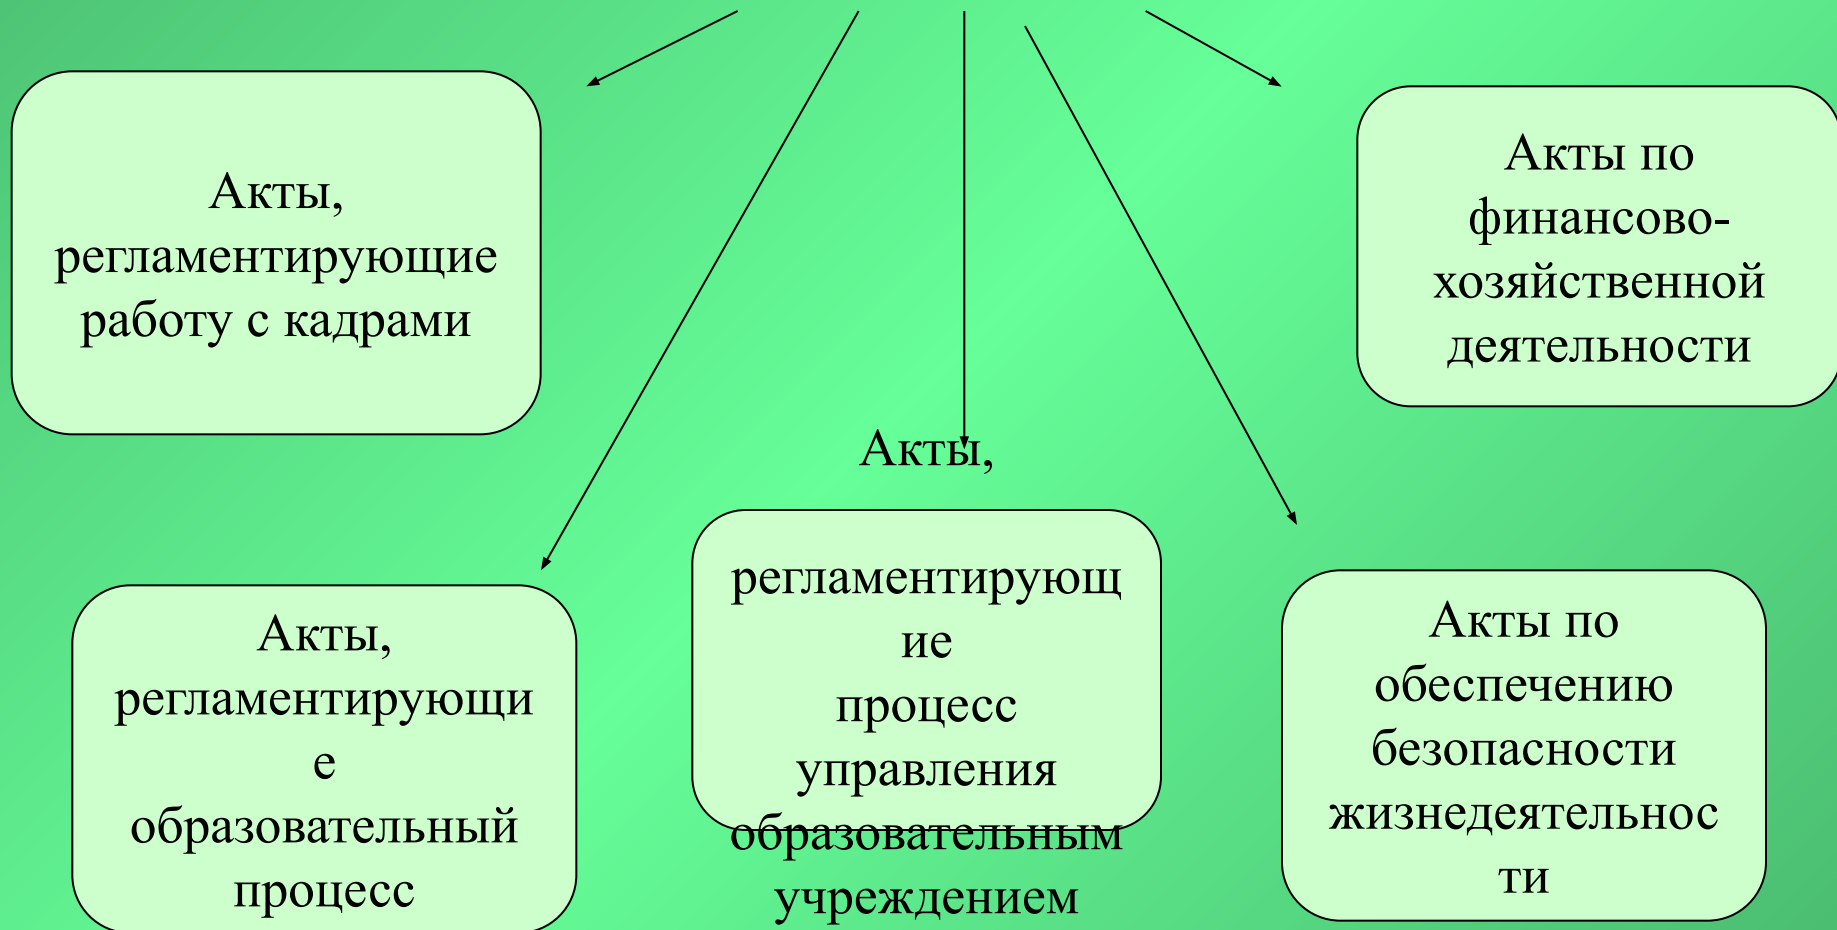 Акты,
регламентирующие
работу с кадрами
Акты по
финансово-
хозяйственной
деятельности
Акты,
регламентирующи
е
образовательный
процесс
Акты,
регламентирующ
ие
процесс
управления
образовательным
учреждением
Акты по
обеспечению
безопасности
жизнедеятельнос
ти